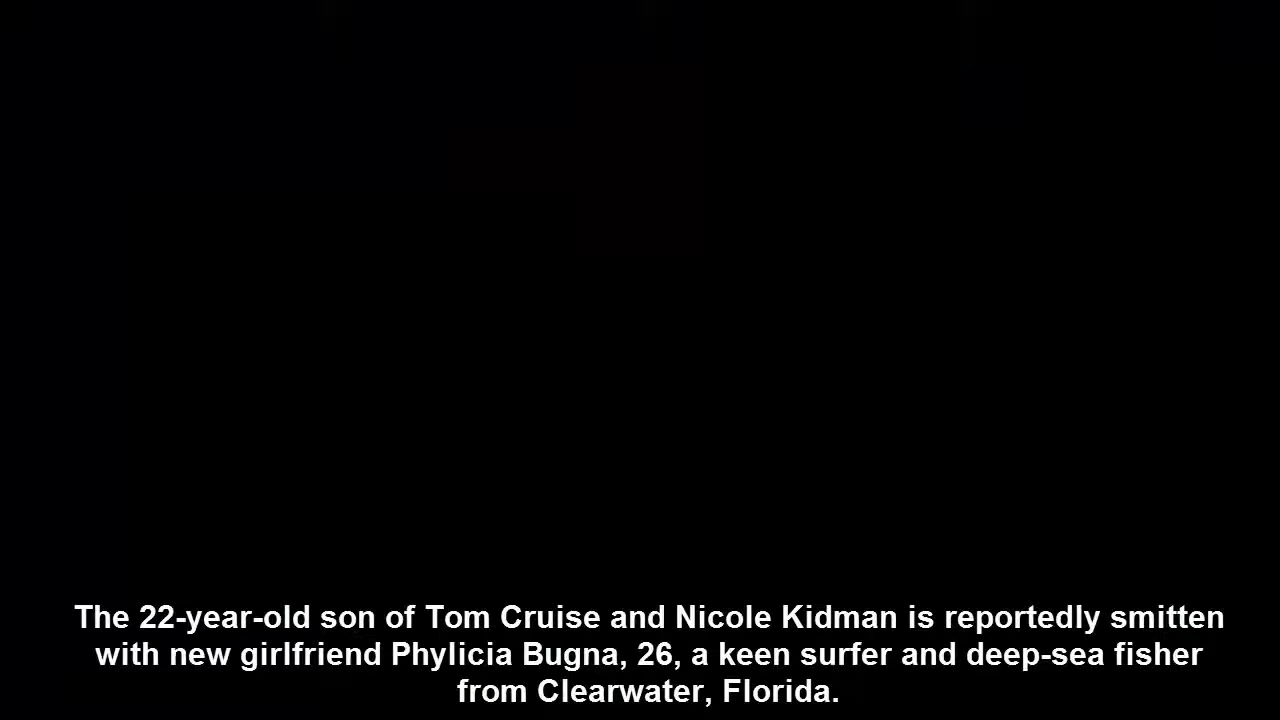 The 22-year-old son of Tom Cruise and Nicole Kidman is reportedly smitten
with new girlfriend Phylicia Bugna, 26, a keen surfer and deep-sea fisher
from Clearwater, Florida.